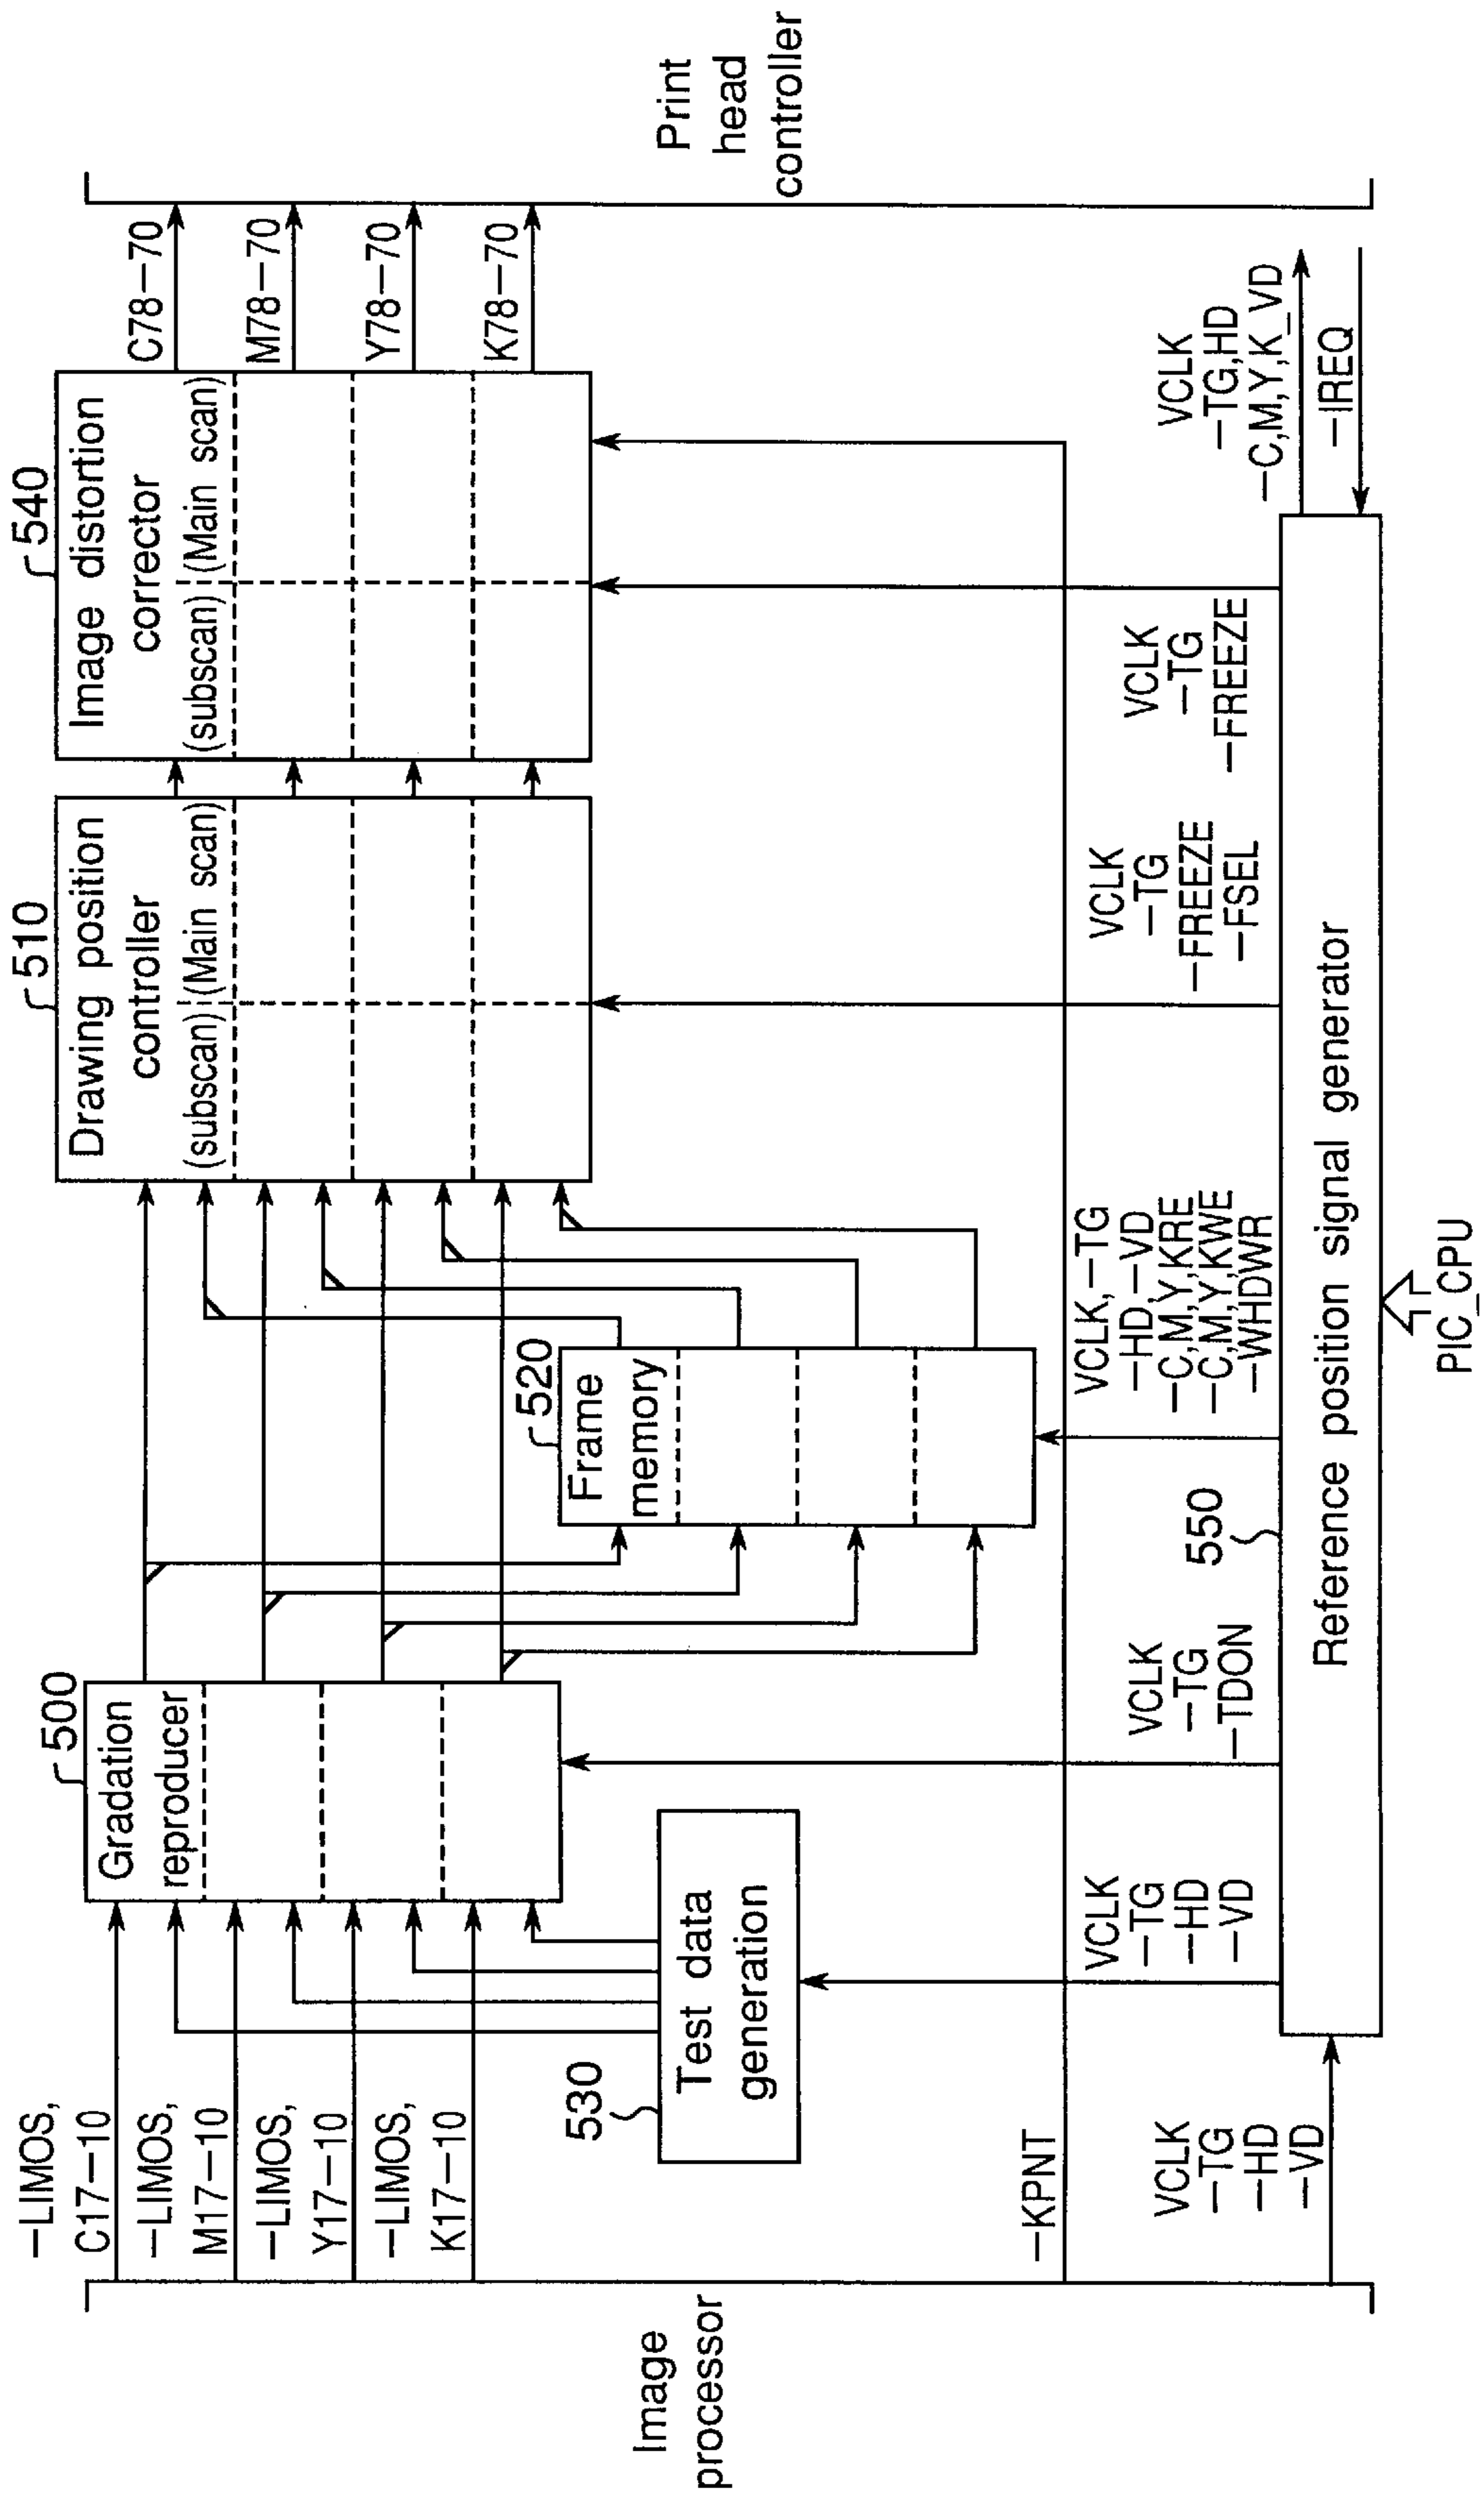 -LIMOS,
C17-10
-LIMOS,
M17-10
-LIMOS,
Y17-10
-LIMOS,
K17-10
Image
processor
500
Gradation
reproducer
530
Test data
generation
520
Frame
memory
510
Drawing position
controller
(subscan) (Main scan)
540
Image distortion
corrector
(subscan) (Main scan)
C78-70
M78-70
Y78-70
K78-70
Print
head
controller
-KPNT
VCLK
-TG
-HD
-VD
VCLK
-TG
-HD
-VD
VCLK
-TG
-TDON
550
VCLK,-TG
-HD-VD
-C,M,Y,KRE
-C,M,Y,KWE
-WHDWR
VCLK
-TG
-FREEZE
-FSEL
VCLK
-TG
-FREEZE
VCLK
-TG,HD
-C,M,Y,K_VD
-IREQ
Reference position signal generator
PIC_CPU